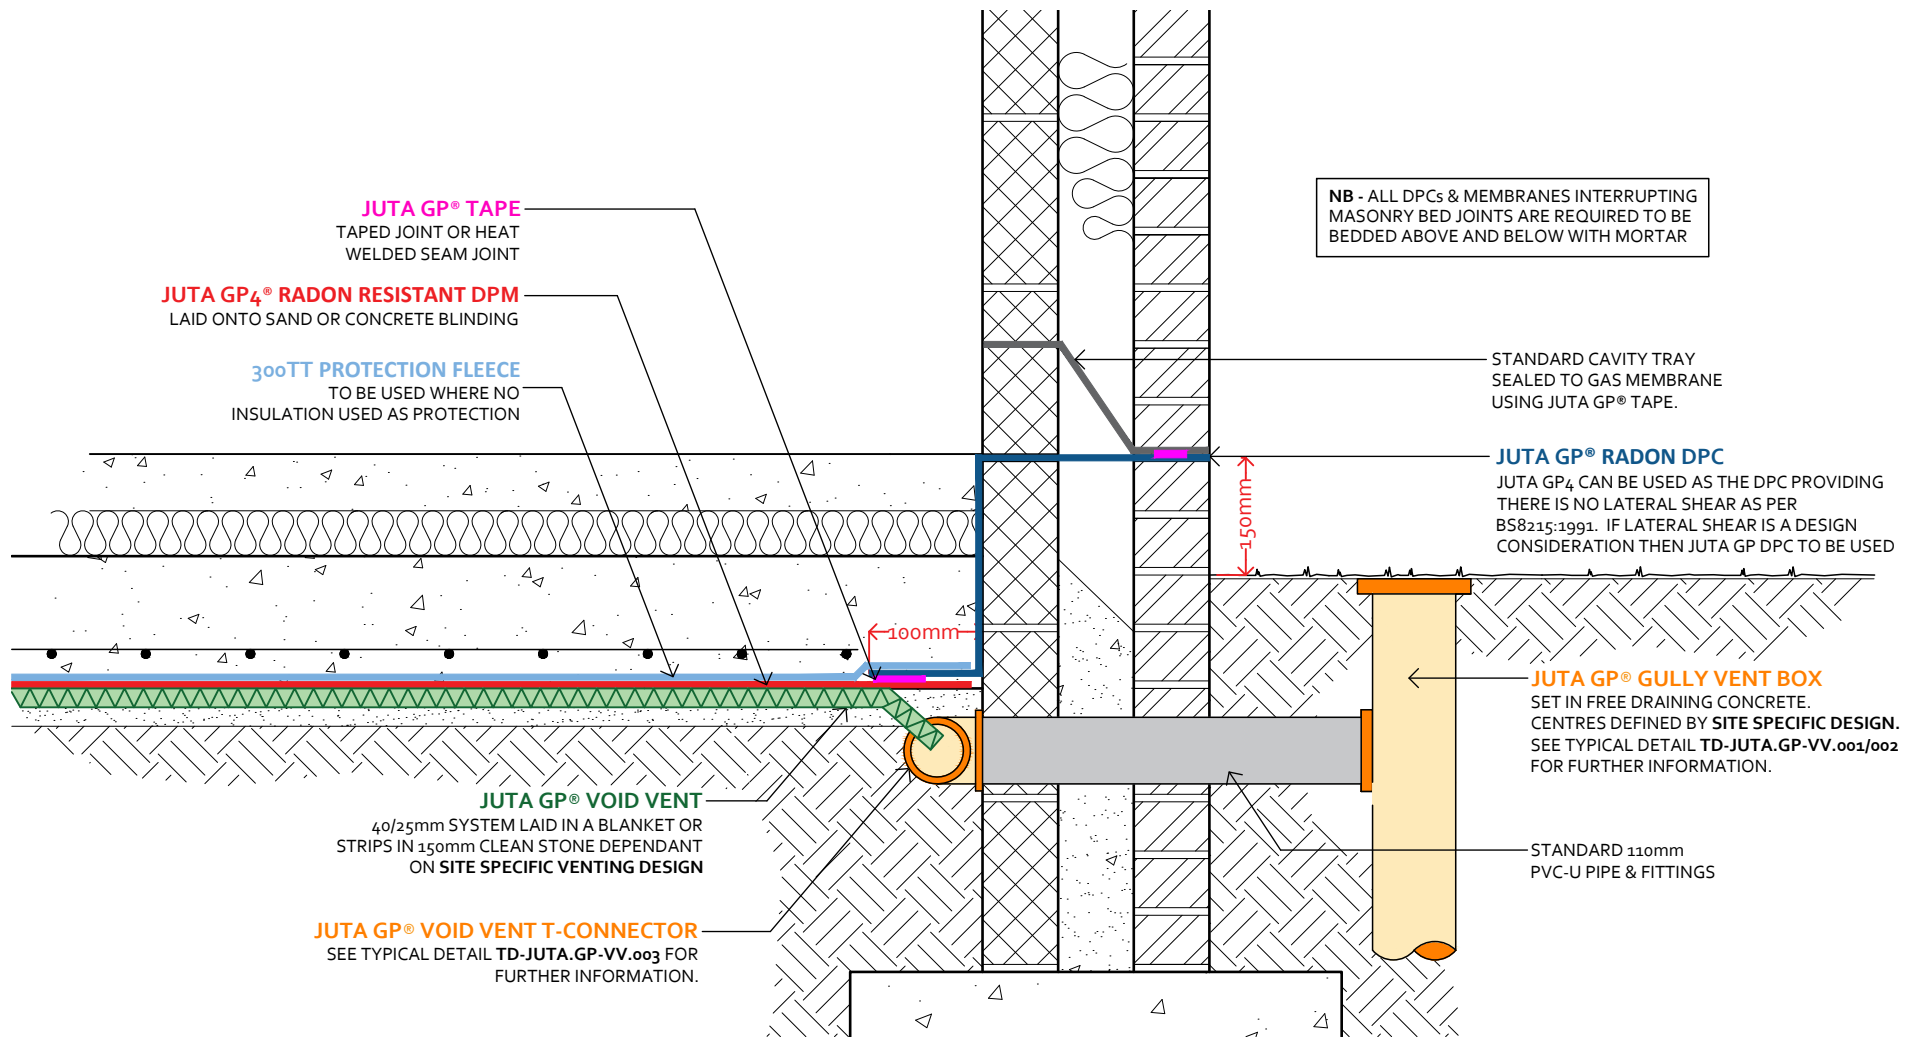 JUTA GP® TAPE
TAPED JOINT OR HEAT
WELDED SEAM JOINT
JUTA GP4® RADON RESISTANT DPM
LAID ONTO SAND OR CONCRETE BLINDING
300TT PROTECTION FLEECE
TO BE USED WHERE NO
INSULATION USED AS PROTECTION
NB - ALL DPCs & MEMBRANES INTERRUPTING
MASONRY BED JOINTS ARE REQUIRED TO BE
BEDDED ABOVE AND BELOW WITH MORTAR
STANDARD CAVITY TRAY
SEALED TO GAS MEMBRANE
USING JUTA GP® TAPE.
JUTA GP® RADON DPC
JUTA GP4 CAN BE USED AS THE DPC PROVIDING
THERE IS NO LATERAL SHEAR AS PER
BS8215:1991. IF LATERAL SHEAR IS A DESIGN
CONSIDERATION THEN JUTA GP DPC TO BE USED
150mm
100mm
JUTA GP® GULLY VENT BOX
SET IN FREE DRAINING CONCRETE.
CENTRES DEFINED BY SITE SPECIFIC DESIGN.
SEE TYPICAL DETAIL TD-JUTA.GP-VV.001/002
FOR FURTHER INFORMATION.
JUTA GP® VOID VENT
40/25mm SYSTEM LAID IN A BLANKET OR
STRIPS IN 150mm CLEAN STONE DEPENDANT
ON SITE SPECIFIC VENTING DESIGN
STANDARD 110mm
PVC-U PIPE & FITTINGS
JUTA GP® VOID VENT T-CONNECTOR
SEE TYPICAL DETAIL TD-JUTA.GP-VV.003 FOR
FURTHER INFORMATION.